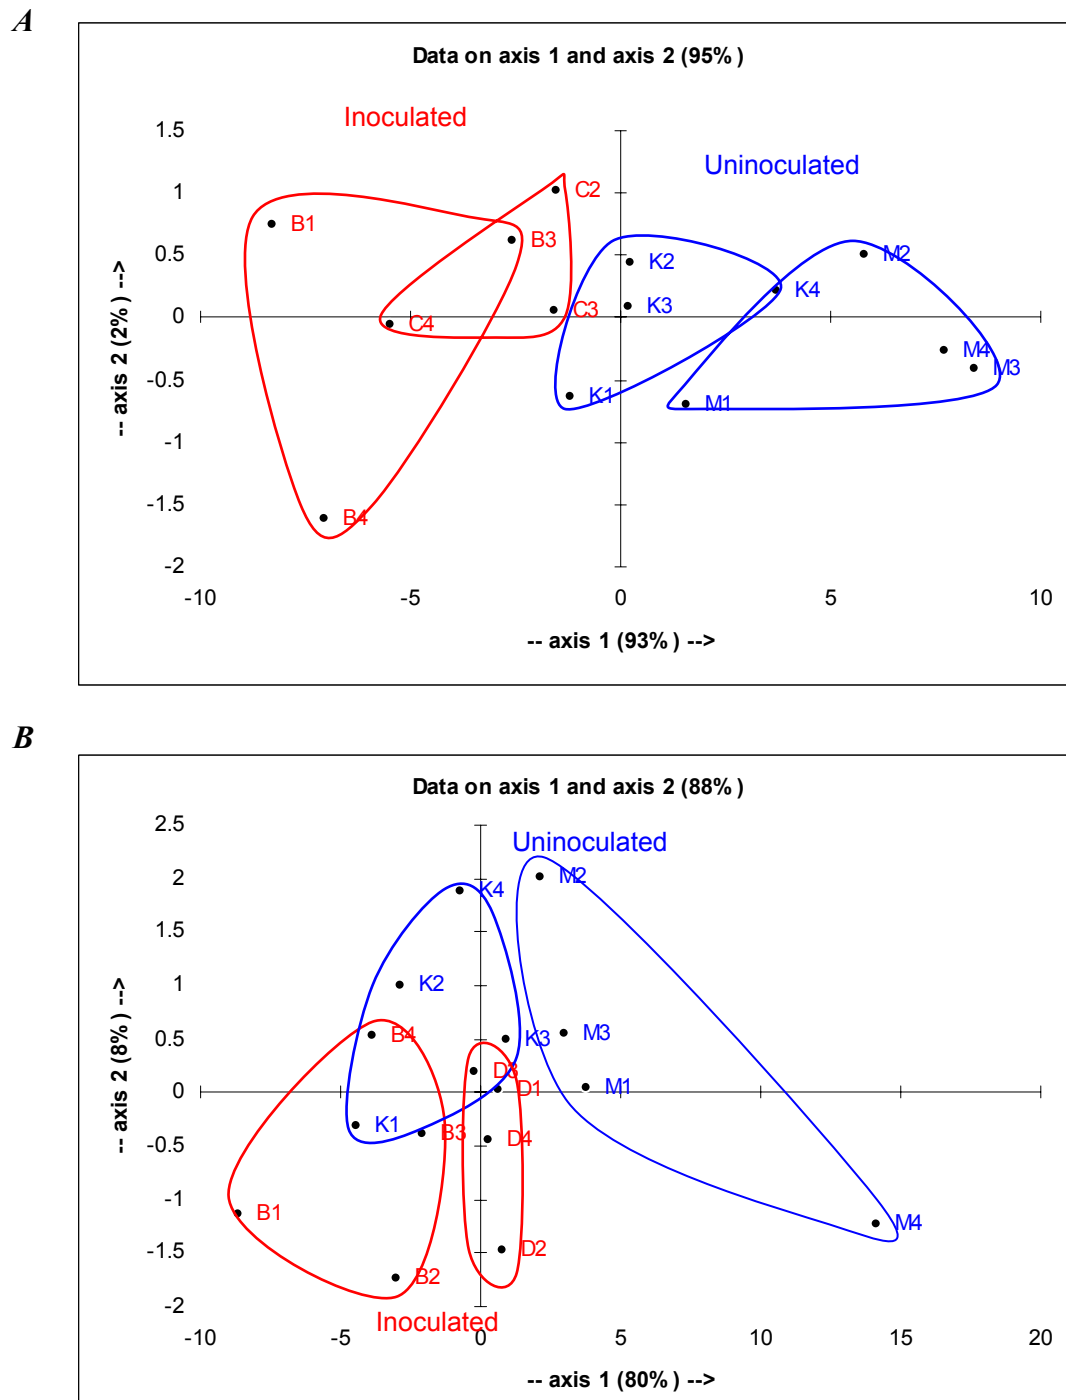 A
Data on axis 1 and axis 2 (95%)
Inoculated
Uninoculated
1.5
1
0.5
0
-0.5
-1
-1.5
-2
-- axis 2 (2%) -->
C2
B1
B3
K2
M2
K4
K3
C3
C4
M4
M3
K1
M1
B4
-10
-5
0
5
10
-- axis 1 (93%) -->
B
Data on axis 1 and axis 2 (88%)
Uninoculated
2.5
2
1.5
1
0.5
0
-0.5
-1
-1.5
-2
-- axis 2 (8%) -->
K4
M2
K2
B4
K3
M3
D3
D1
M1
K1
B3
D4
B1
M4
D2
B2
Inoculated
-10
-5
0
5
10
15
20
-- axis 1 (80%) -->